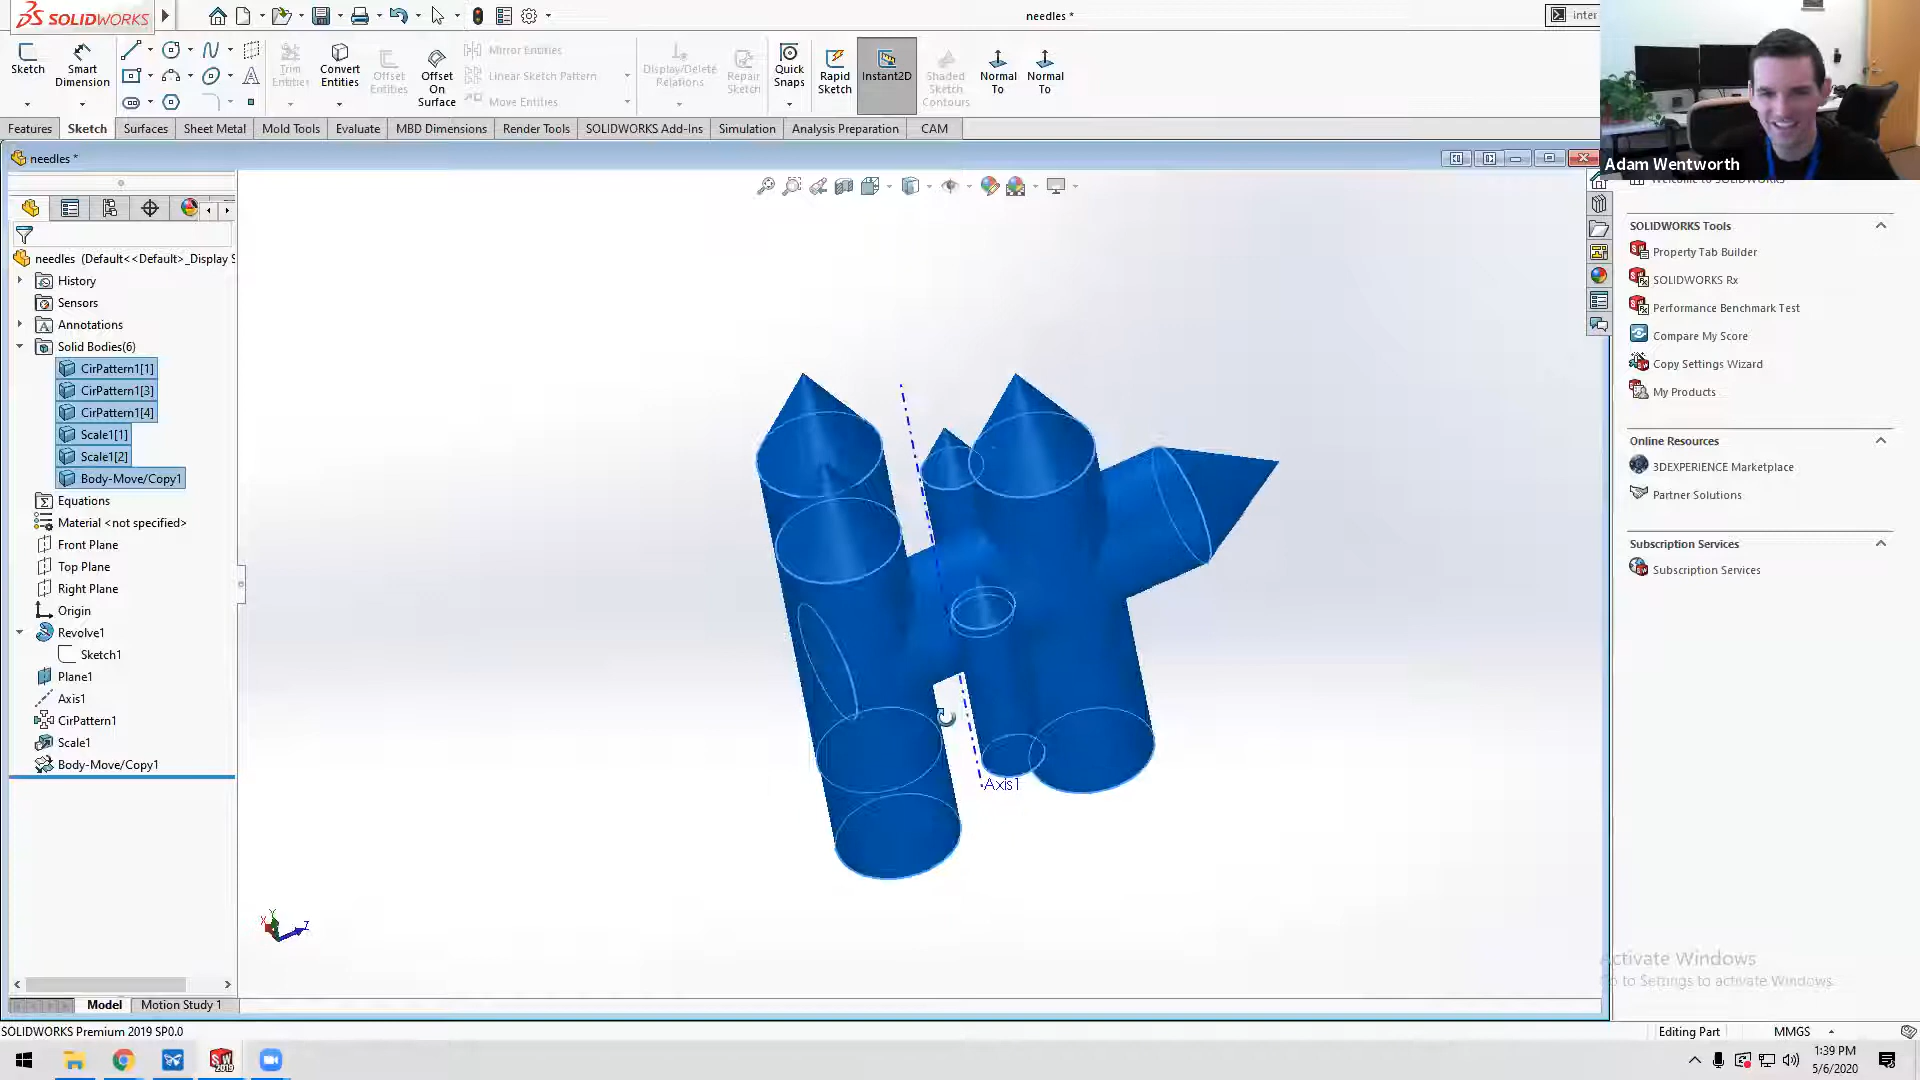 SOLIDWORKS
needles *
inter
Sketch
Smart Dimension
Trim Entities
Convert Entities
Offset Entities
Offset On Surface
Mirror Entities
Linear Sketch Pattern
Move Entities
Display/Delete Relations
Repair Sketch
Quick Snaps
Rapid Sketch
Instant2D
Shaded Sketch Contours
Normal To
Normal To
Features
Sketch
Surfaces
Sheet Metal
Mold Tools
Evaluate
MBD Dimensions
Render Tools
SOLIDWORKS Add-Ins
Simulation
Analysis Preparation
CAM
Adam Wentworth
needles *
needles (Default<<Default>_Display S
History
Sensors
Annotations
Solid Bodies(6)
CirPattern1[1]
CirPattern1[3]
CirPattern1[4]
Scale1[1]
Scale1[2]
Body-Move/Copy1
Equations
Material <not specified>
Front Plane
Top Plane
Right Plane
Origin
Revolve1
Sketch1
Plane1
Axis1
CirPattern1
Scale1
Body-Move/Copy1
Axis1
X
Y
Z
SOLIDWORKS Tools
Property Tab Builder
SOLIDWORKS Rx
Performance Benchmark Test
Compare My Score
Copy Settings Wizard
My Products
Online Resources
3DEXPERIENCE Marketplace
Partner Solutions
Subscription Services
Subscription Services
Activate Windows
Go to Settings to activate Windows.
Model
Motion Study 1
SOLIDWORKS Premium 2019 SP0.0
Editing Part
MMGS
1:39 PM
5/6/2020